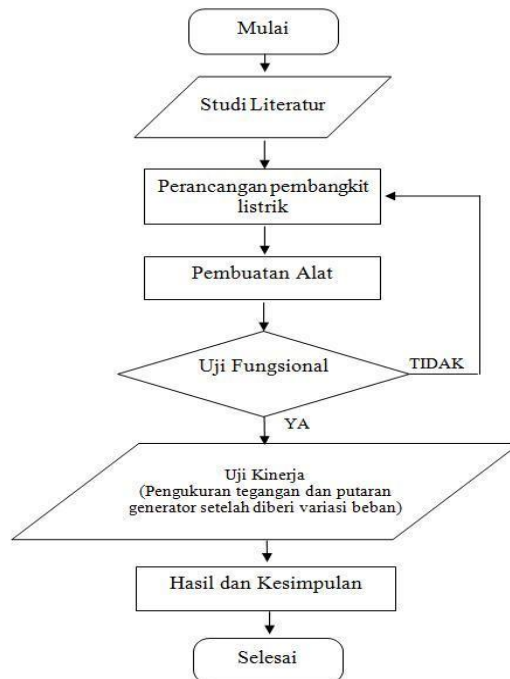 Mulai
Studi Literatur
Perancangan pembangkit
listrik
Pembuatan Alat
Uji Fungsional
TIDAK
YA
Uji Kinerja
(Pengukuran tegangan dan putaran
generator setelah diberi variasi beban)
Hasil dan Kesimpulan
Selesai